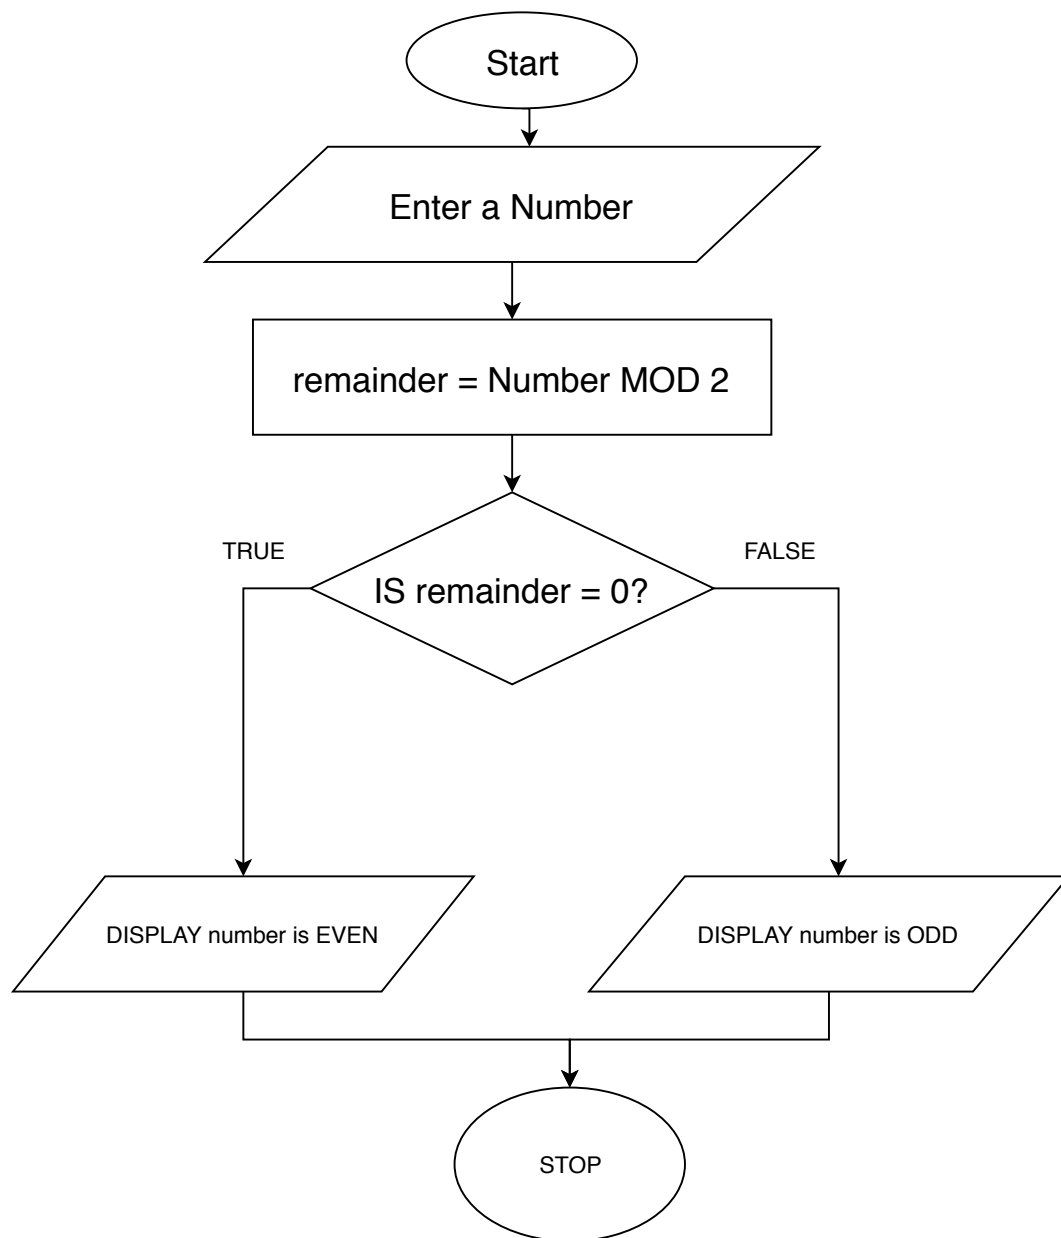 Start
Enter a Number
remainder = Number MOD 2
TRUE
FALSE
IS remainder = 0?
DISPLAY number is EVEN
DISPLAY number is ODD
STOP